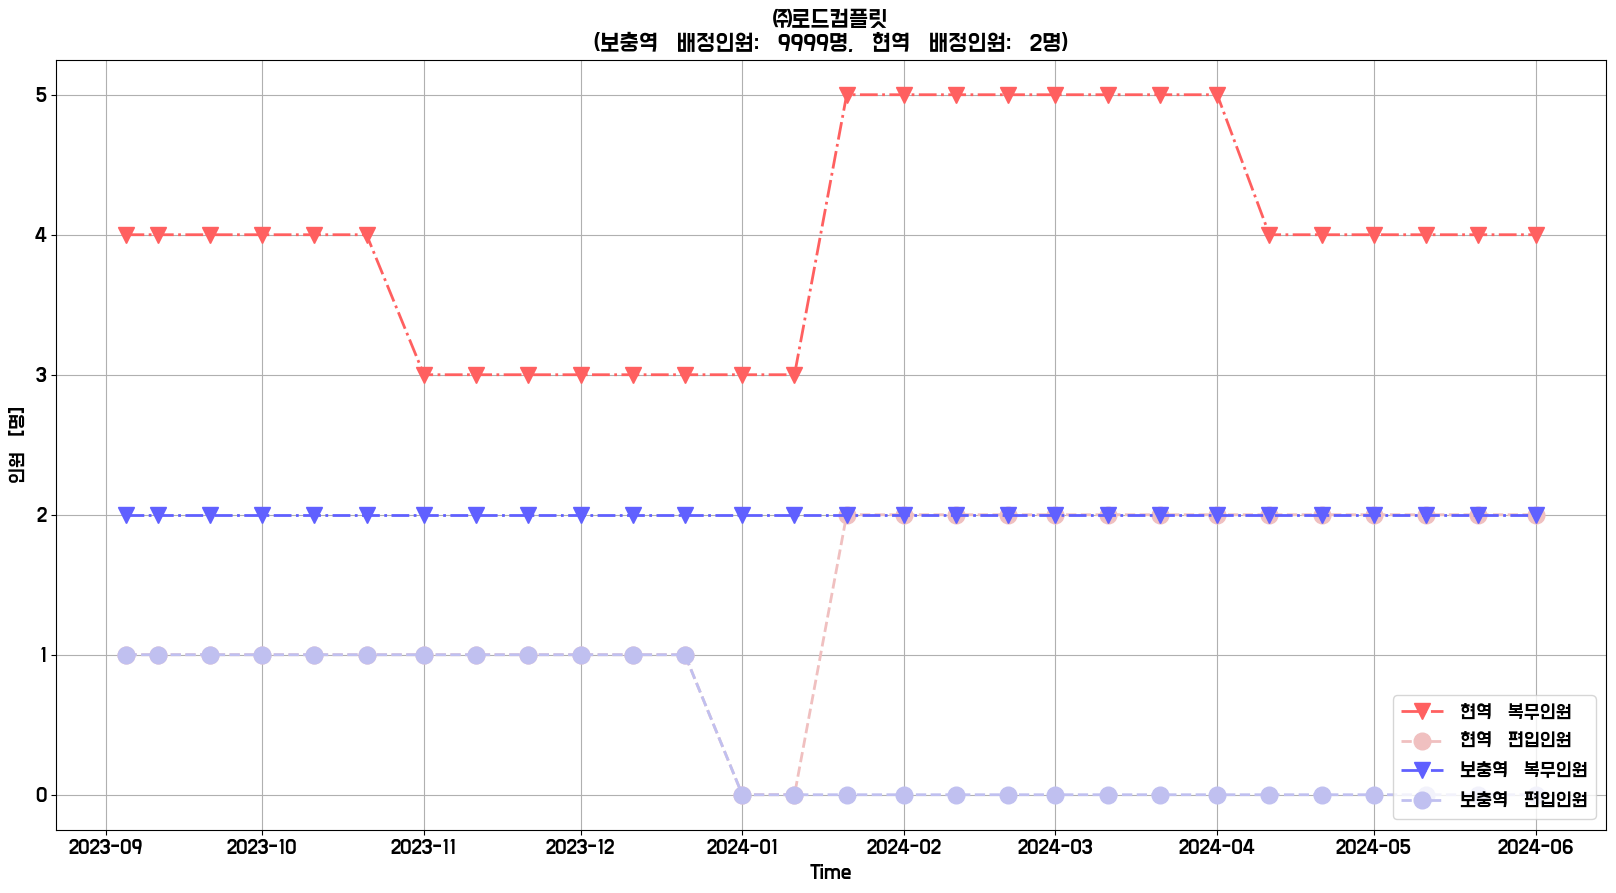 ㈜로드컴플릿
(보충역 배정인원: 9999명, 현역 배정인원: 2명)
인원 [명]
5
4
3
2
1
0
2023-09 2023-10 2023-11 2023-12 2024-01 2024-02 2024-03 2024-04 2024-05 2024-06
Time
현역 복무인원
현역 편입인원
보충역 복무인원
보충역 편입인원